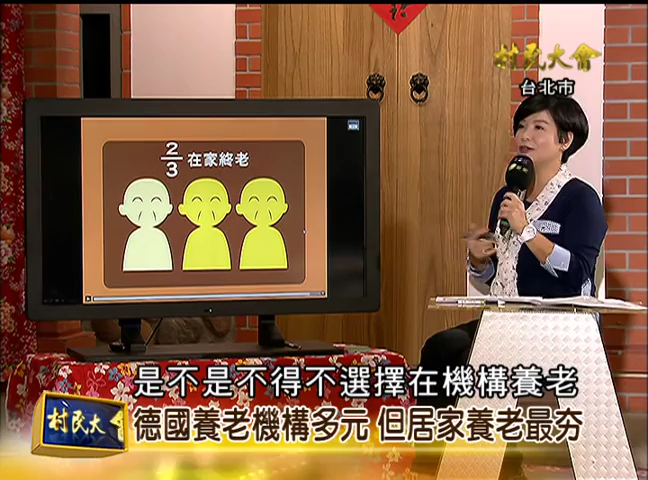 村民大會
台北市
2/3 在家終老
是不是不得不選擇在機構養老
村民大會
德國養老機構多元 但居家養老最夯